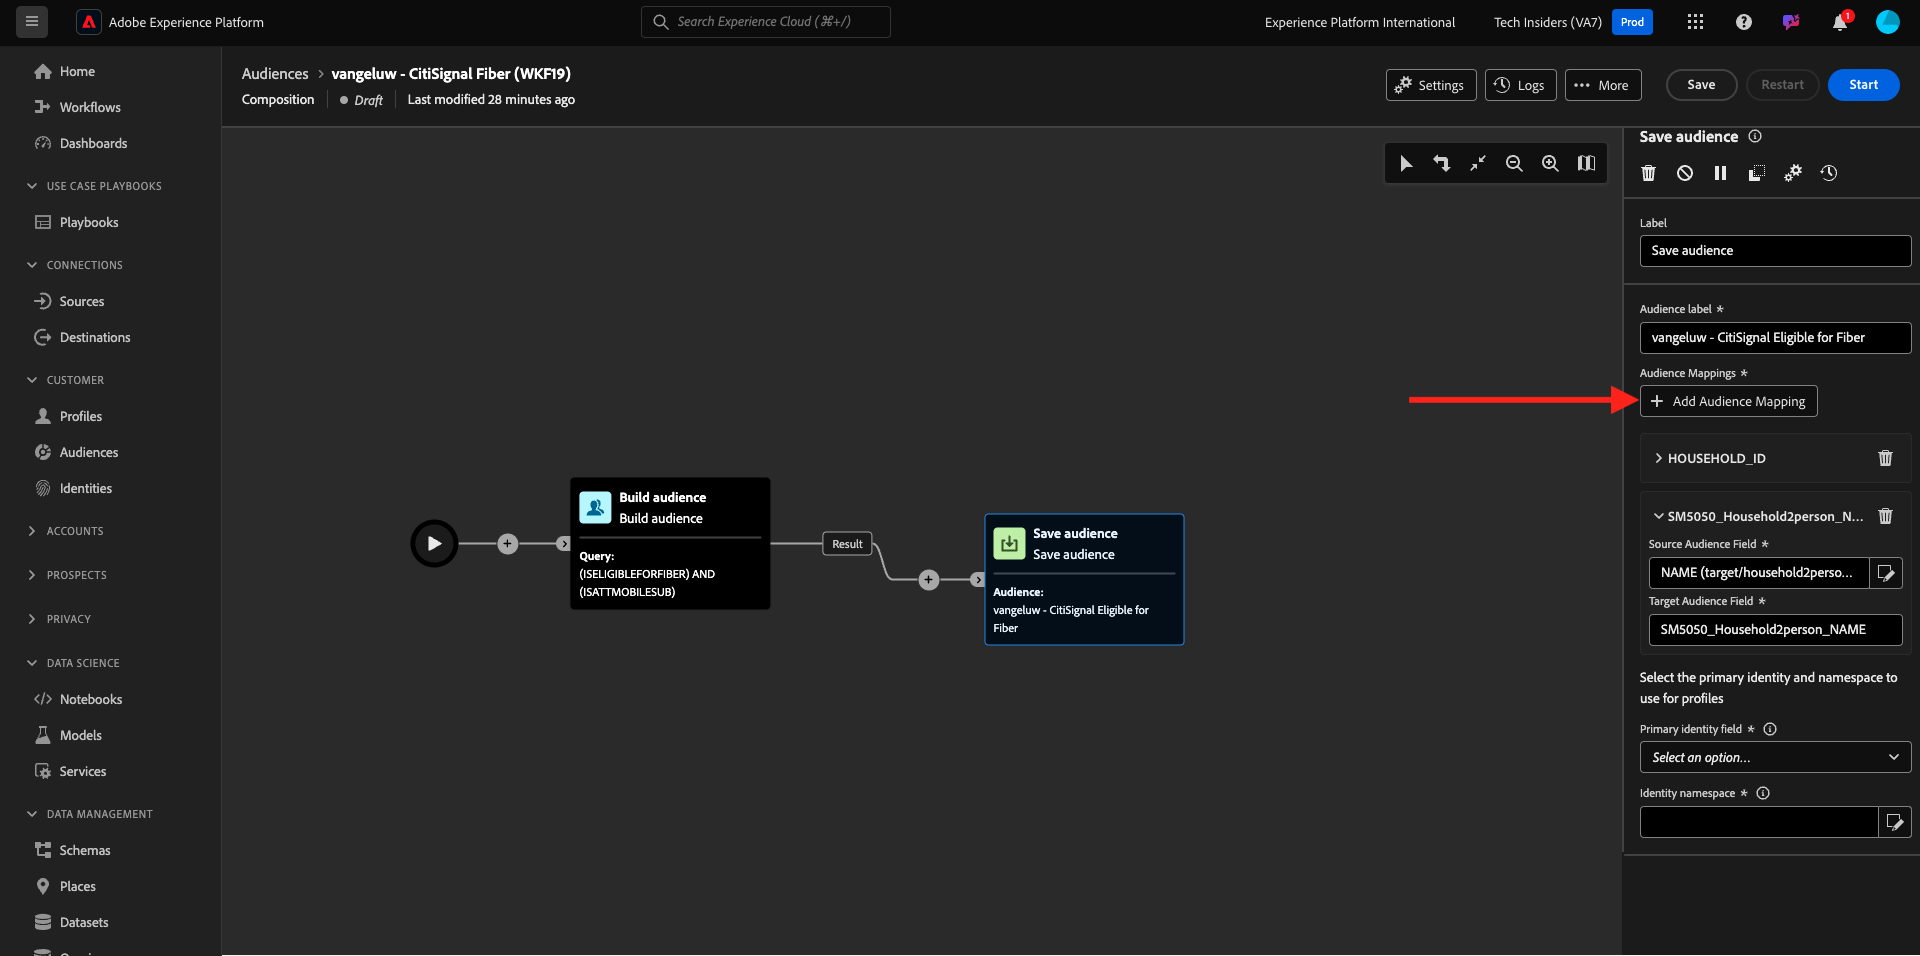 Adobe Experience Platform
Search Experience Cloud (⌘+/)
Experience Platform International
Tech Insiders (VA7)
Prod
1
Home
Workflows
Dashboards
USE CASE PLAYBOOKS
Playbooks
CONNECTIONS
Sources
Destinations
CUSTOMER
Profiles
Audiences
Identities
ACCOUNTS
PROSPECTS
PRIVACY
DATA SCIENCE
Notebooks
Models
Services
DATA MANAGEMENT
Schemas
Places
Datasets
Audiences > vangeluw - CitiSignal Fiber (WKF19)
Composition
Draft
Last modified 28 minutes ago
Settings
Logs
More
Save
Restart
Start
Build audience
Build audience
Query:
(ISELIGIBLEFORFIBER) AND
(ISATTMOBILESUB)
Result
Save audience
Save audience
Audience:
vangeluw - CitiSignal Eligible for
Fiber
Save audience
Label
Save audience
Audience label *
vangeluw - CitiSignal Eligible for Fiber
Audience Mappings *
+ Add Audience Mapping
HOUSEHOLD_ID
SM5050_Household2person_N...
Source Audience Field *
NAME (target/household2perso...
Target Audience Field *
SM5050_Household2person_NAME
Select the primary identity and namespace to
use for profiles
Primary identity field *
Select an option...
Identity namespace *